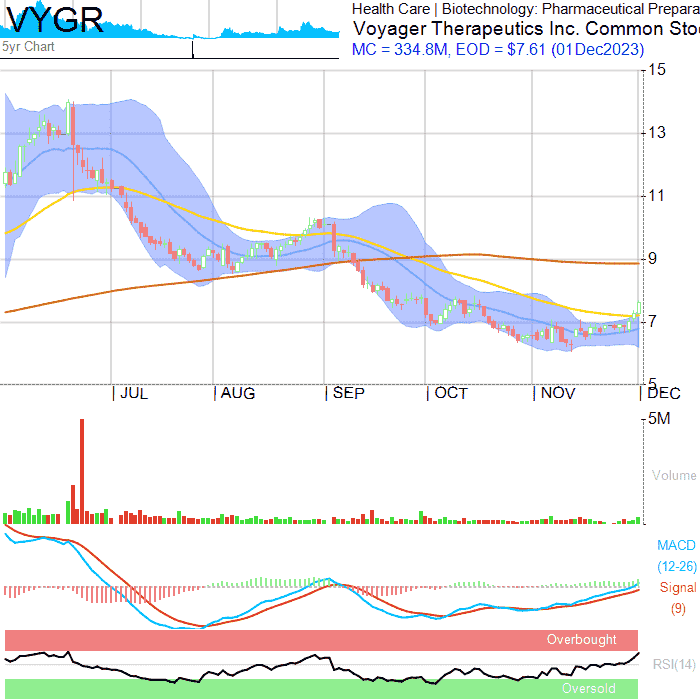 VYGR
5yr Chart
Health Care | Biotechnology: Pharmaceutical Prepara
Voyager Therapeutics Inc. Common Sto
MC = 334.8M, EOD = $7.61 (01Dec2023)
15
13
11
9
7
5
JUL AUG SEP OCT NOV DEC
5M
Volume
MACD
(12-26)
Signal
(9)
Overbought
RSI(14)
Oversold